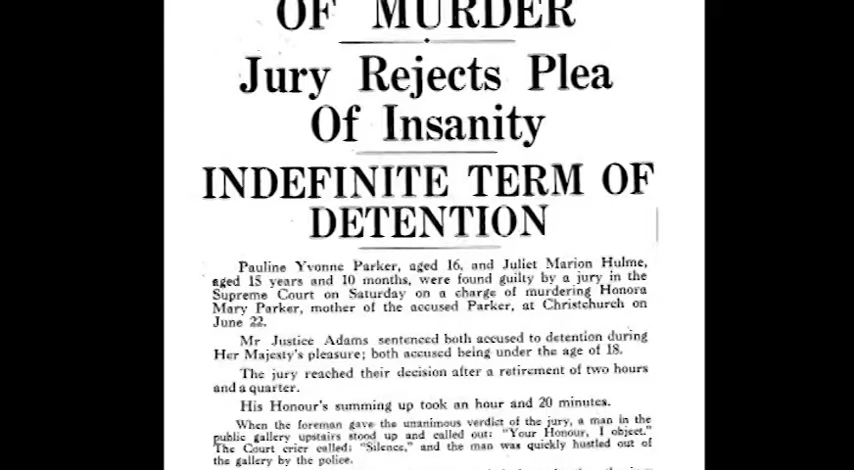 OF MURDER
Jury Rejects Plea
Of Insanity
INDEFINITE TERM OF
DETENTION
Pauline Yvonne Parker, aged 16, and Juliet Marion Hulme,
aged 15 years and 10 months, were found guilty by a jury in the
Supreme Court on Saturday on a charge of murdering Honora
Mary Parker, mother of the accused Parker, at Christchurch on
June 22.
Mr Justice Adams sentenced both accused to detention during
Her Majesty's pleasure; both accused being under the age of 18.
The jury reached their decision after a retirement of two hours
and a quarter.
His Honour's summing up took an hour and 20 minutes.
When the foreman gave the unanimous verdict of the jury, a man in the
public gallery upstairs stood up and called out: "Your Honour, I object."
The Court crier called: "Silence," and the man was quickly hustled out of
the gallery by the police.